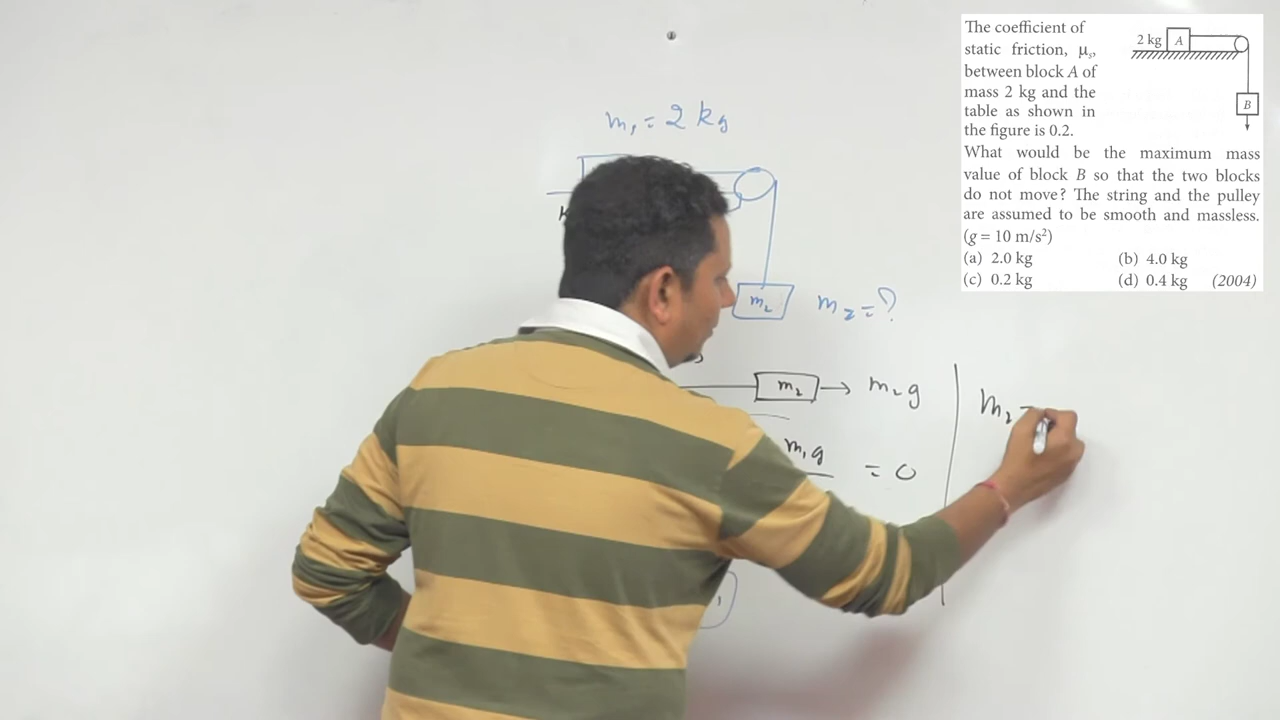 The coefficient of
static friction, μs,
between block A of
mass 2 kg and the
table as shown in
the figure is 0.2.
What would be the maximum mass
value of block B so that the two blocks
do not move? The string and the pulley
are assumed to be smooth and massless.
(g = 10 m/s²)
(a) 2.0 kg (b) 4.0 kg
(c) 0.2 kg (d) 0.4 kg (2004)
2 kg A
B
m₁ = 2 kg
m₂ m₂ = ?
m₂ m₂g
m₁g = 0
m₂ =